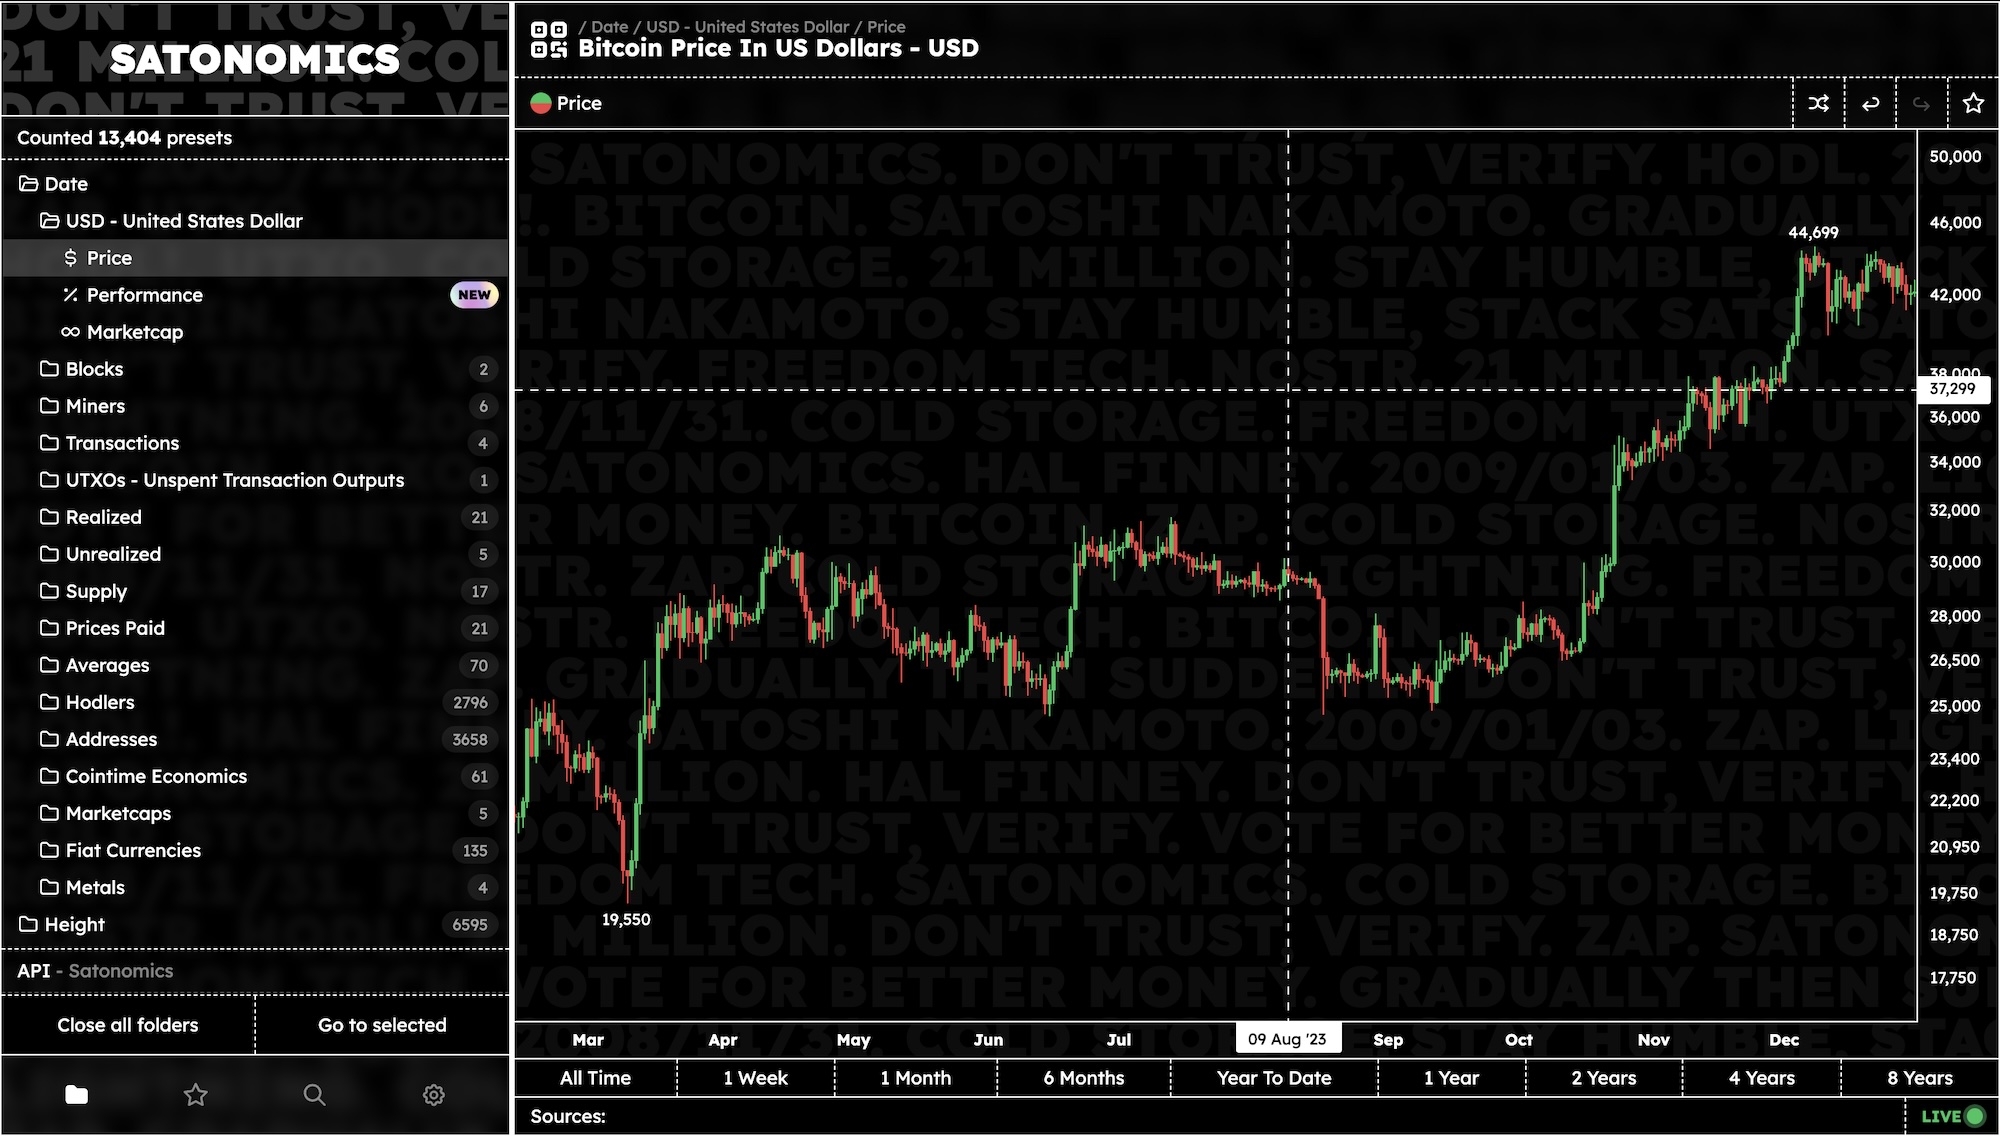 SATONOMICS
Counted 13,404 presets
Date
USD - United States Dollar
$ Price
Performance NEW
Marketcap
Blocks 2
Miners 6
Transactions 4
UTXOs - Unspent Transaction Outputs 1
Realized 21
Unrealized 5
Supply 17
Prices Paid 21
Averages 70
Hodlers 2796
Addresses 3658
Cointime Economics 61
Marketcaps 5
Fiat Currencies 135
Metals 4
Height 6595
API - Satonomics
Close all folders
Go to selected
/ Date / USD - United States Dollar / Price
Bitcoin Price In US Dollars - USD
Price
44,699
19,550
50,000
46,000
42,000
38,000
37,299
36,000
34,000
32,000
30,000
28,000
26,500
25,000
23,400
22,200
20,950
19,750
18,750
17,750
Mar Apr May Jun Jul 09 Aug '23 Sep Oct Nov Dec
All Time 1 Week 1 Month 6 Months Year To Date 1 Year 2 Years 4 Years 8 Years
Sources:
LIVE